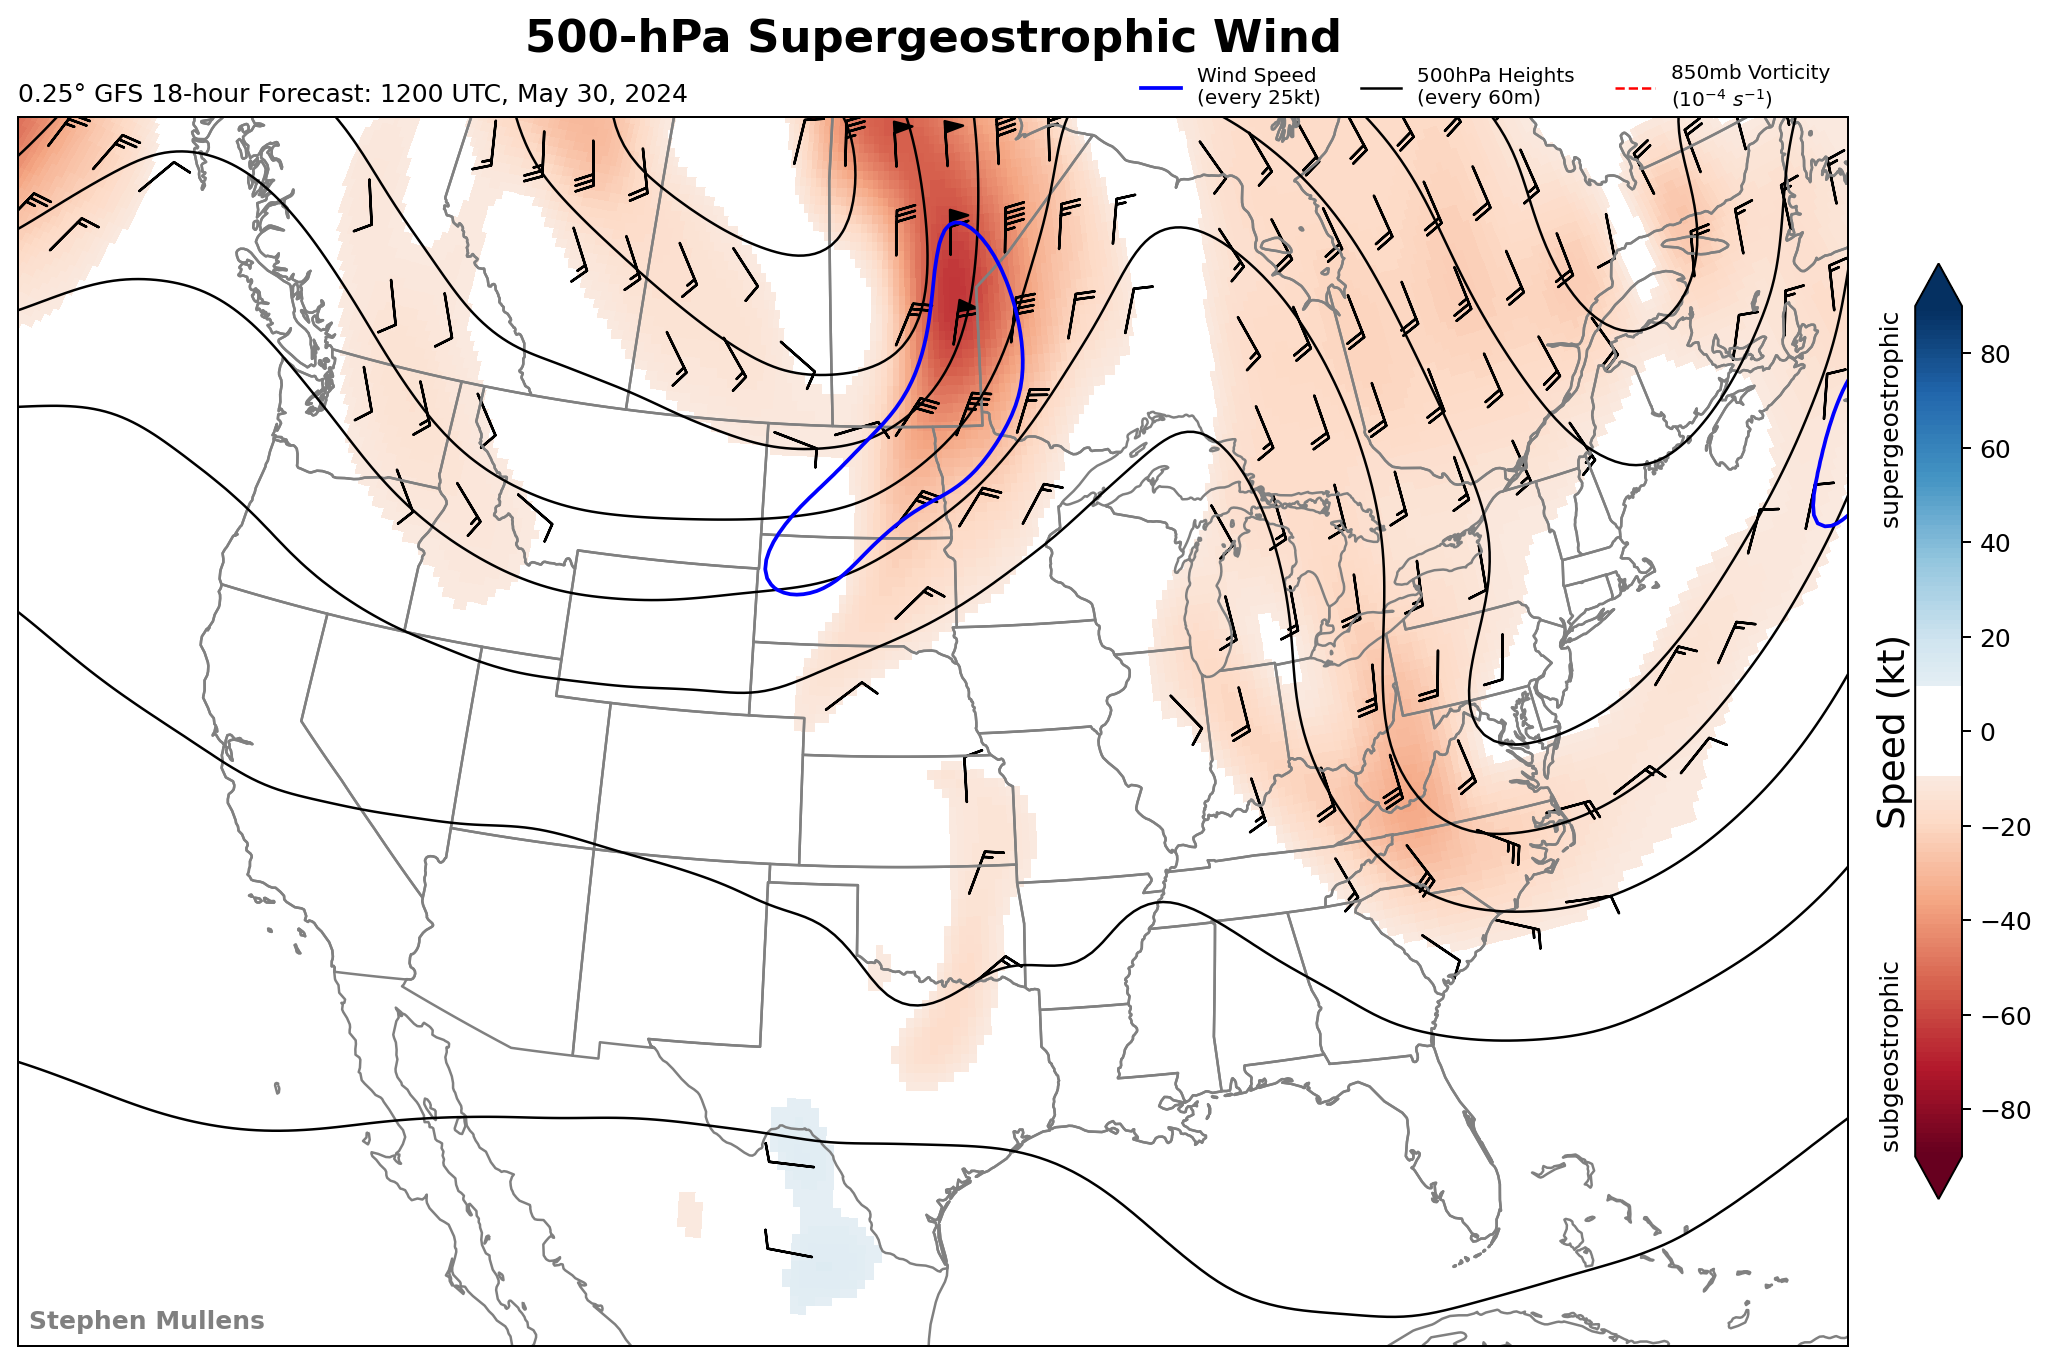 500-hPa Supergeostrophic Wind
0.25° GFS 18-hour Forecast: 1200 UTC, May 30, 2024
Wind Speed
(every 25kt)
500hPa Heights
(every 60m)
850mb Vorticity
(10⁻⁴ s⁻¹)
supergeostrophic
Speed (kt)
subgeostrophic
80
60
40
20
0
−20
−40
−60
−80
Stephen Mullens